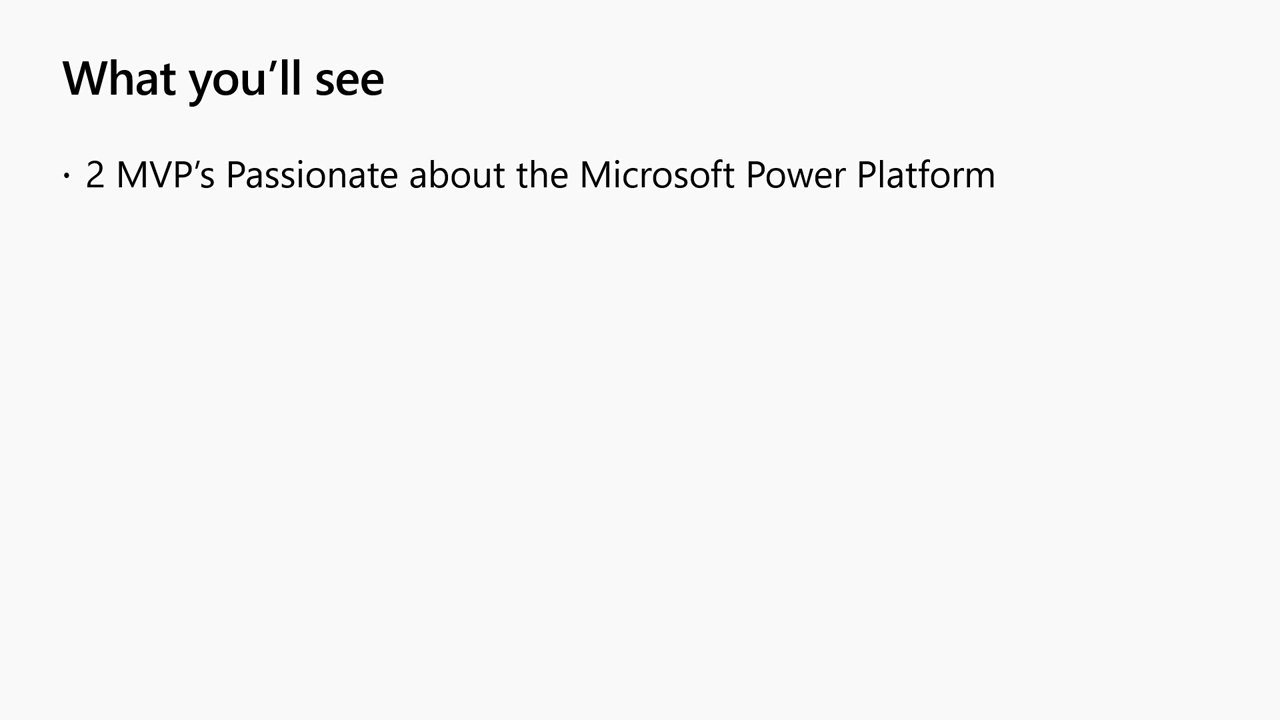 What you’ll see
· 2 MVP’s Passionate about the Microsoft Power Platform